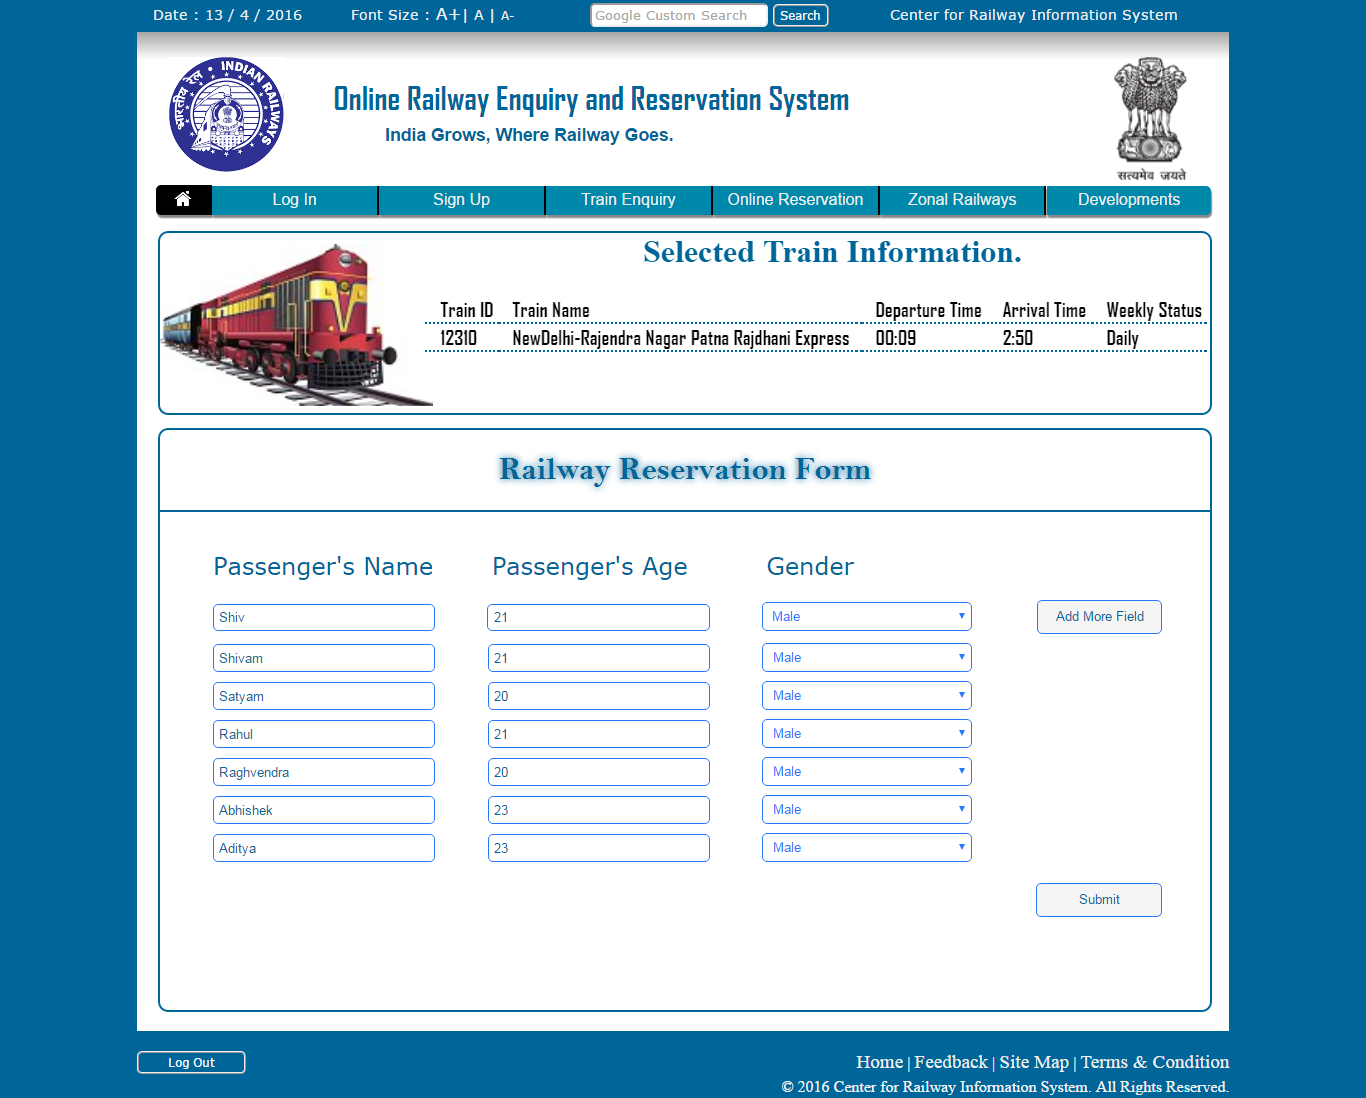 Date : 13 / 4 / 2016 Font Size : A+| A | A- Google Custom Search Search Center for Railway Information System
भारतीय रेल • INDIAN RAILWAYS
Online Railway Enquiry and Reservation System
India Grows, Where Railway Goes.
सत्यमेव जयते
Log In Sign Up Train Enquiry Online Reservation Zonal Railways Developments
Selected Train Information.
Train ID Train Name Departure Time Arrival Time Weekly Status
12310 NewDelhi-Rajendra Nagar Patna Rajdhani Express 00:09 2:50 Daily
Railway Reservation Form
Passenger's Name Passenger's Age Gender
Shiv 21 Male Add More Field
Shivam 21 Male
Satyam 20 Male
Rahul 21 Male
Raghvendra 20 Male
Abhishek 23 Male
Aditya 23 Male
Submit
Log Out Home | Feedback | Site Map | Terms & Condition
© 2016 Center for Railway Information System. All Rights Reserved.